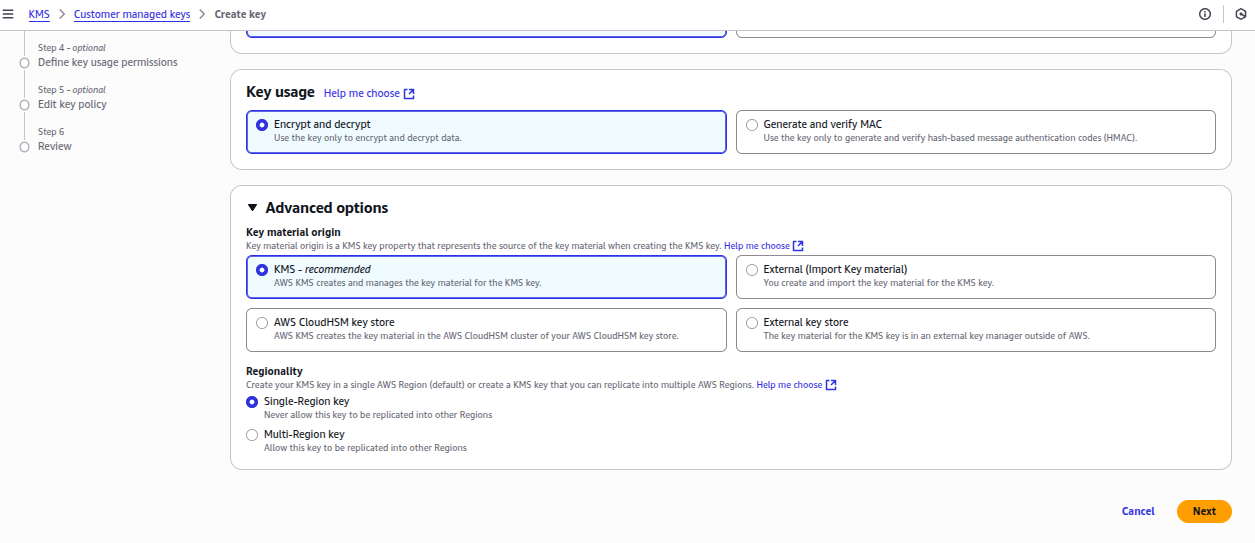 KMS > Customer managed keys > Create key
Step 4 - optional
Define key usage permissions
Step 5 - optional
Edit key policy
Step 6
Review
Key usage Help me choose
Encrypt and decrypt
Use the key only to encrypt and decrypt data.
Generate and verify MAC
Use the key only to generate and verify hash-based message authentication codes (HMAC).
Advanced options
Key material origin
Key material origin is a KMS key property that represents the source of the key material when creating the KMS key. Help me choose
KMS - recommended
AWS KMS creates and manages the key material for the KMS key.
External (Import Key material)
You create and import the key material for the KMS key.
AWS CloudHSM key store
AWS KMS creates the key material in the AWS CloudHSM cluster of your AWS CloudHSM key store.
External key store
The key material for the KMS key is in an external key manager outside of AWS.
Regionality
Create your KMS key in a single AWS Region (default) or create a KMS key that you can replicate into multiple AWS Regions. Help me choose
Single-Region key
Never allow this key to be replicated into other Regions
Multi-Region key
Allow this key to be replicated into other Regions
Cancel
Next